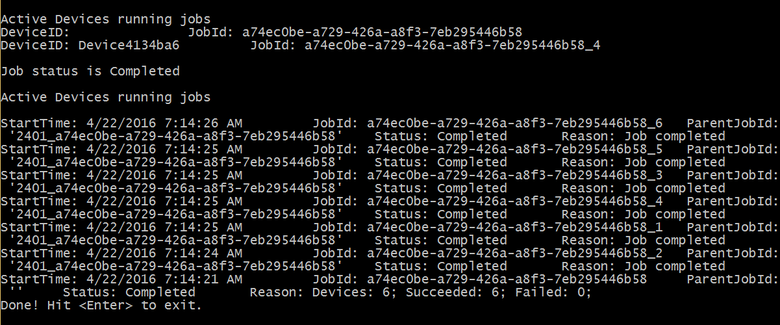 Active Devices running jobs
DeviceID:               JobId: a74ec0be-a729-426a-a8f3-7eb295446b58
DeviceID: Device4134ba6         JobId: a74ec0be-a729-426a-a8f3-7eb295446b58_4
Job status is Completed
Active Devices running jobs
StartTime: 4/22/2016 7:14:26 AM         JobId: a74ec0be-a729-426a-a8f3-7eb295446b58_6   ParentJobId:
'2401_a74ec0be-a729-426a-a8f3-7eb295446b58'    Status: Completed       Reason: Job completed
StartTime: 4/22/2016 7:14:25 AM         JobId: a74ec0be-a729-426a-a8f3-7eb295446b58_5   ParentJobId:
'2401_a74ec0be-a729-426a-a8f3-7eb295446b58'    Status: Completed       Reason: Job completed
StartTime: 4/22/2016 7:14:25 AM         JobId: a74ec0be-a729-426a-a8f3-7eb295446b58_3   ParentJobId:
'2401_a74ec0be-a729-426a-a8f3-7eb295446b58'    Status: Completed       Reason: Job completed
StartTime: 4/22/2016 7:14:25 AM         JobId: a74ec0be-a729-426a-a8f3-7eb295446b58_4   ParentJobId:
'2401_a74ec0be-a729-426a-a8f3-7eb295446b58'    Status: Completed       Reason: Job completed
StartTime: 4/22/2016 7:14:25 AM         JobId: a74ec0be-a729-426a-a8f3-7eb295446b58_1   ParentJobId:
'2401_a74ec0be-a729-426a-a8f3-7eb295446b58'    Status: Completed       Reason: Job completed
StartTime: 4/22/2016 7:14:24 AM         JobId: a74ec0be-a729-426a-a8f3-7eb295446b58_2   ParentJobId:
'2401_a74ec0be-a729-426a-a8f3-7eb295446b58'    Status: Completed       Reason: Job completed
StartTime: 4/22/2016 7:14:21 AM         JobId: a74ec0be-a729-426a-a8f3-7eb295446b58     ParentJobId:
''     Status: Completed       Reason: Devices: 6; Succeeded: 6; Failed: 0;
Done! Hit <Enter> to exit.